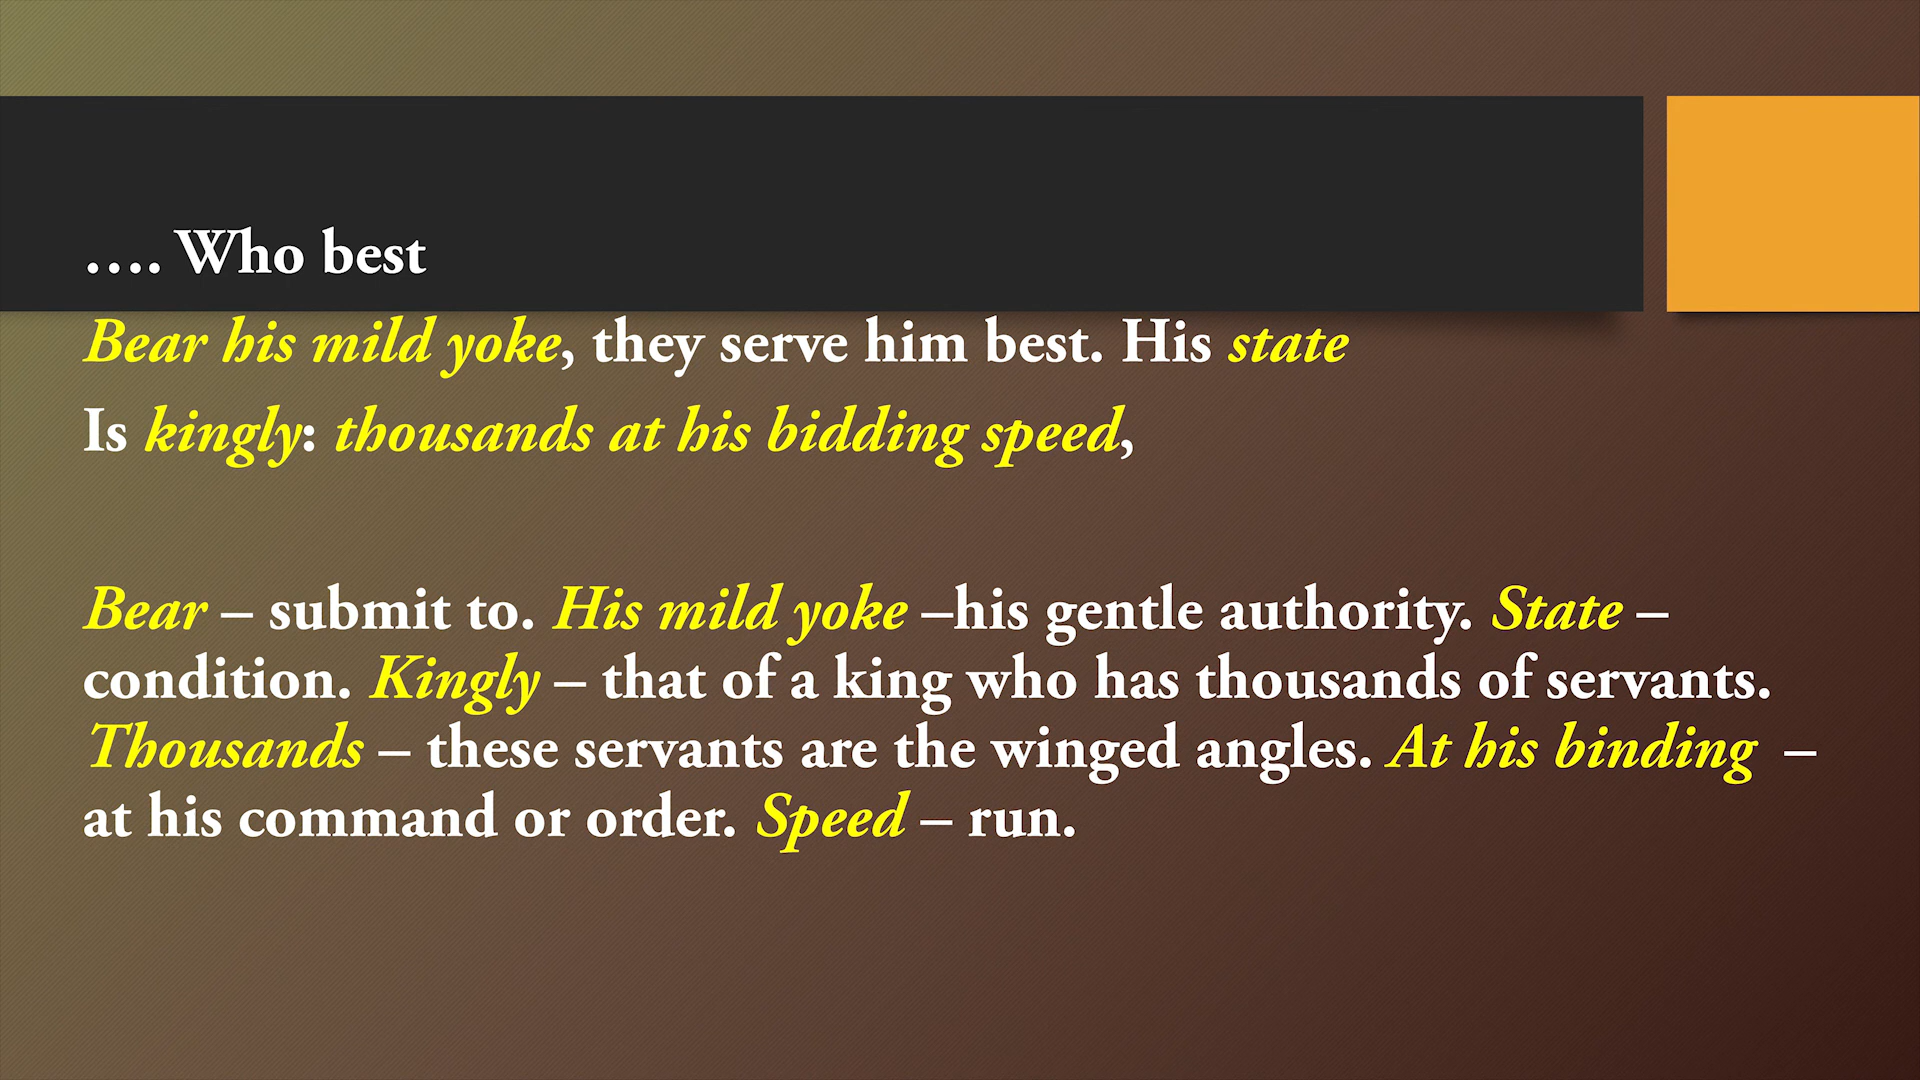 .... Who best
Bear his mild yoke, they serve him best. His state
Is kingly: thousands at his bidding speed,
Bear – submit to. His mild yoke –his gentle authority. State –
condition. Kingly – that of a king who has thousands of servants.
Thousands – these servants are the winged angles. At his binding –
at his command or order. Speed – run.